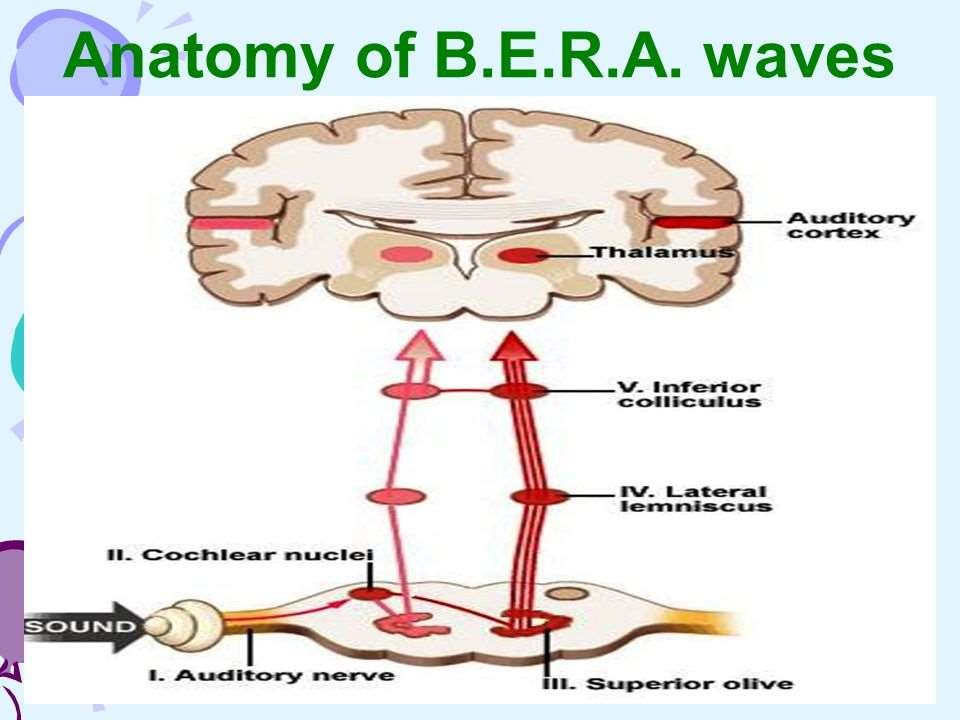 Anatomy of B.E.R.A. waves
Auditory
cortex
Thalamus
V. Inferior
colliculus
IV. Lateral
lemniscus
II. Cochlear nuclei
SOUND
I. Auditory nerve
III. Superior olive